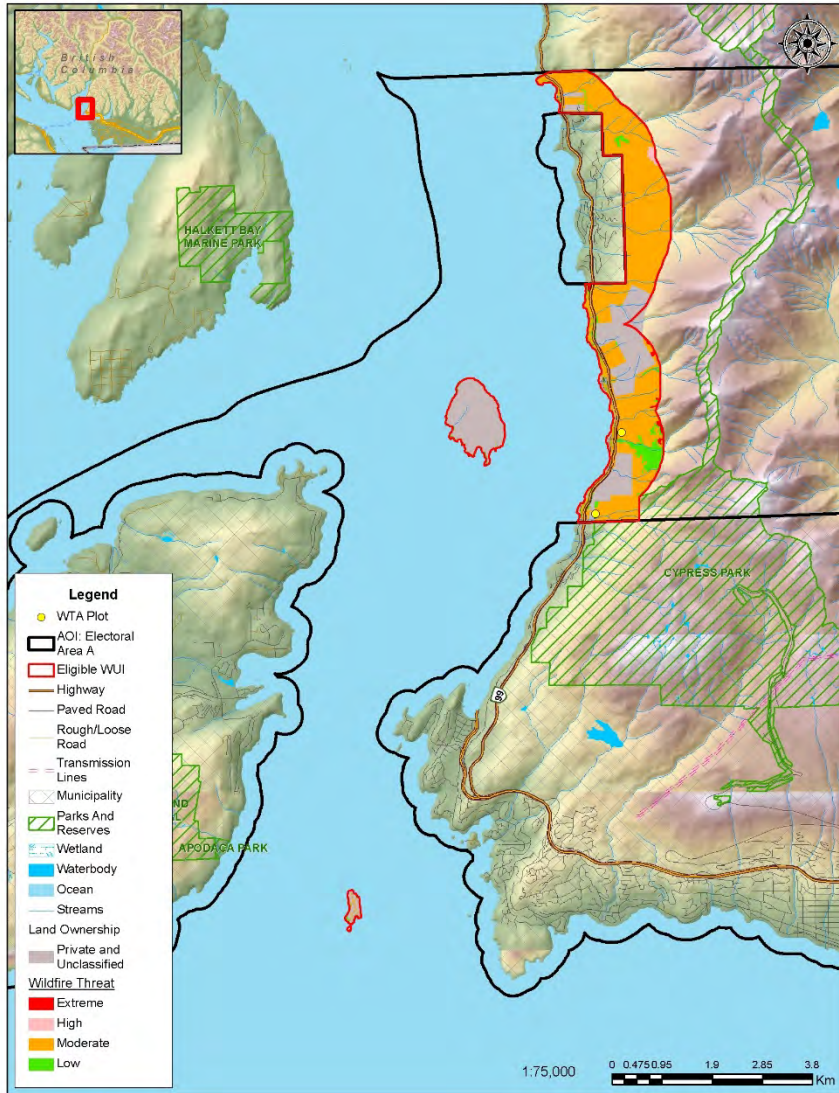 British
Columbia
HALKETT BAY
MARINE PARK
CYPRESS PARK
99
APODACA PARK
Legend
WTA Plot
AOI: Electoral
Area A
Eligible WUI
Highway
Paved Road
Rough/Loose
Road
Transmission
Lines
Municipality
Parks And
Reserves
Wetland
Waterbody
Ocean
Streams
Land Ownership
Private and
Unclassified
Wildfire Threat
Extreme
High
Moderate
Low
1:75,000
0 0.475 0.95 1.9 2.85 3.8
Km